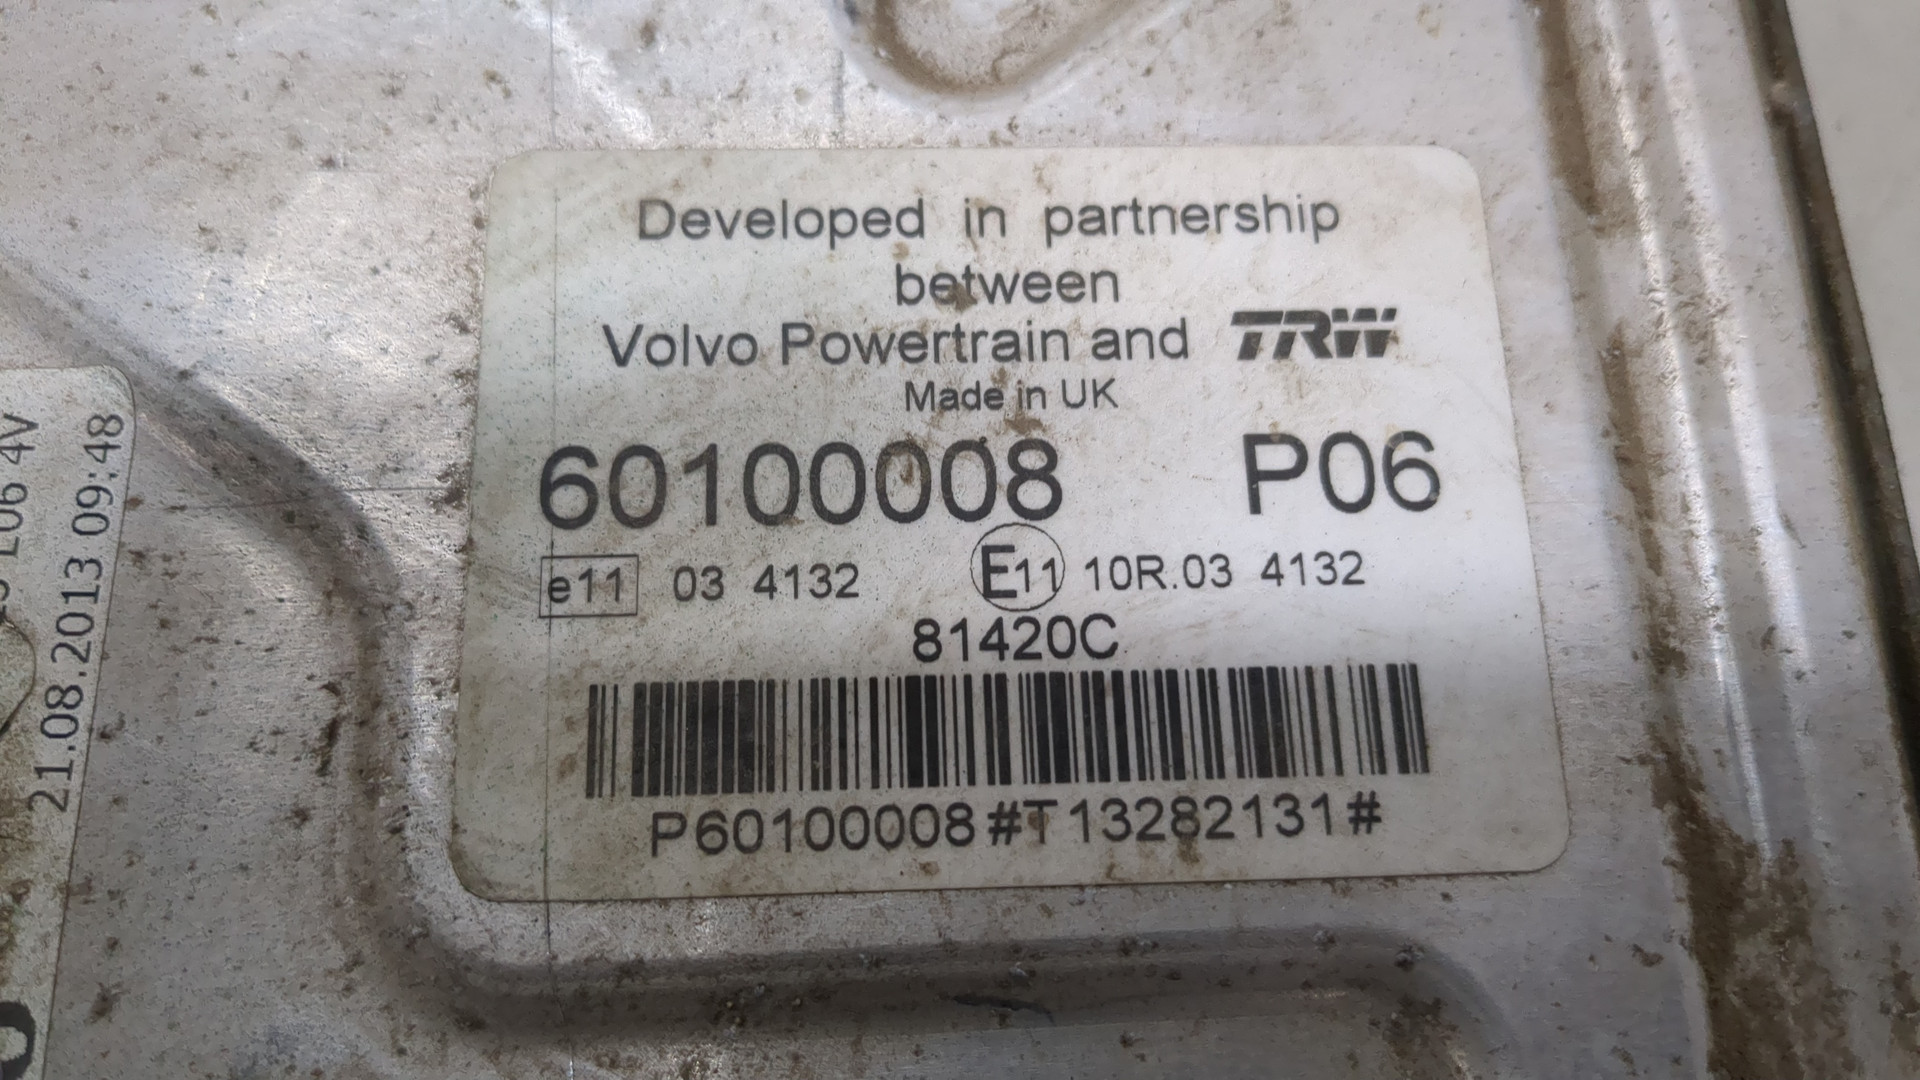 Developed in partnership
between
Volvo Powertrain and TRW
Made in UK
60100008 P06
e11 03 4132 E11 10R.03 4132
81420C
P60100008#T13282131#
4V
21.08.2013 09:48